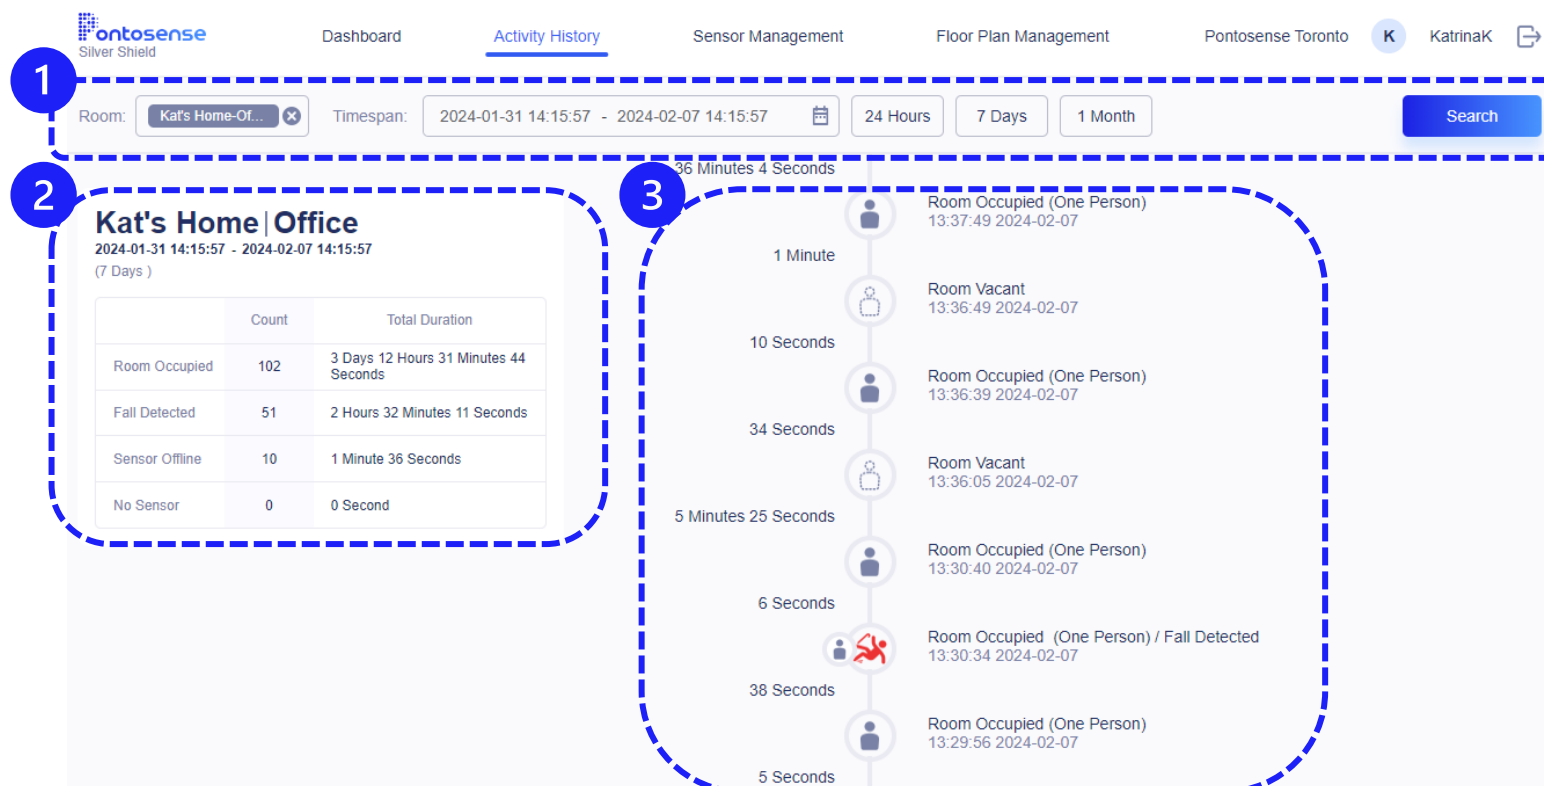 Pontosense
Silver Shield
Dashboard
Activity History
Sensor Management
Floor Plan Management
Pontosense Toronto
K
KatrinaK
1
Room:
Kat's Home-Of...
Timespan:
2024-01-31 14:15:57 - 2024-02-07 14:15:57
24 Hours
7 Days
1 Month
Search
2
Kat's Home|Office
2024-01-31 14:15:57 - 2024-02-07 14:15:57
(7 Days )
Count Total Duration
Room Occupied 102 3 Days 12 Hours 31 Minutes 44
Seconds
Fall Detected 51 2 Hours 32 Minutes 11 Seconds
Sensor Offline 10 1 Minute 36 Seconds
No Sensor 0 0 Second
3
36 Minutes 4 Seconds
Room Occupied (One Person)
13:37:49 2024-02-07
1 Minute
Room Vacant
13:36:49 2024-02-07
10 Seconds
Room Occupied (One Person)
13:36:39 2024-02-07
34 Seconds
Room Vacant
13:36:05 2024-02-07
5 Minutes 25 Seconds
Room Occupied (One Person)
13:30:40 2024-02-07
6 Seconds
Room Occupied (One Person) / Fall Detected
13:30:34 2024-02-07
38 Seconds
Room Occupied (One Person)
13:29:56 2024-02-07
5 Seconds